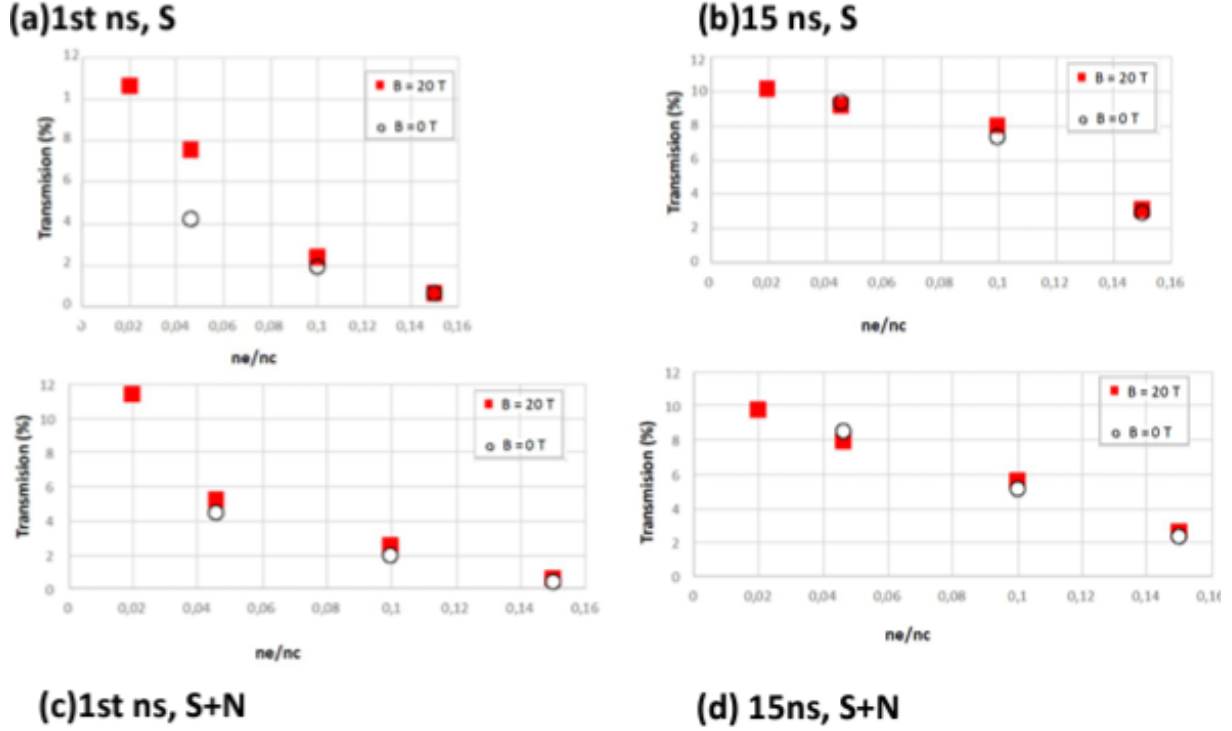 (a)1st ns, S
12
1
8
6
4
2
0
Transmision (%)
B = 20 T
B = 0 T
0,02 0,04 0,06 0,08 0,1 0,12 0,14 0,16
ne/nc
(b)15 ns, S
12
10
8
6
4
2
0
Transmision (%)
B = 20 T
B = 0 T
0 0,02 0,04 0,06 0,08 0,1 0,12 0,14 0,16
ne/nc
12
10
8
6
4
2
0
Transmision (%)
B = 20 T
B = 0 T
0 0,02 0,04 0,06 0,08 0,1 0,12 0,14 0,16
ne/nc
(c)1st ns, S+N
12
10
8
6
4
2
0
Transmision (%)
B = 20 T
B = 0 T
0 0,02 0,04 0,06 0,08 0,1 0,12 0,14 0,16
ne/nc
(d) 15ns, S+N